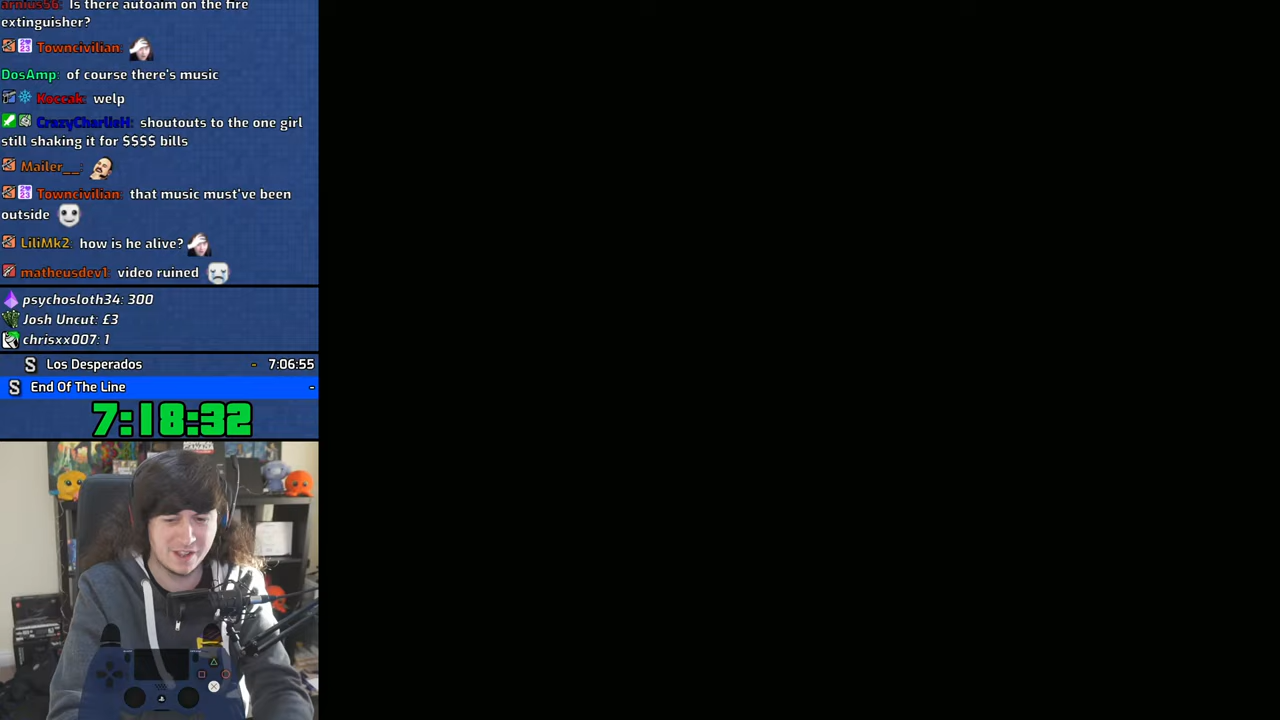 arnius56: Is there autoaim on the fire
extinguisher?
Towncivilian:
DosAmp: of course there's music
Koccak: welp
CrazyCharlieH: shoutouts to the one girl
still shaking it for $$$$ bills
Mailer__:
Towncivilian: that music must've been
outside
LiliMk2: how is he alive?
matheusdev1: video ruined
psychosloth34: 300
Josh Uncut: £3
chrisxx007: 1
Los Desperados - 7:06:55
End Of The Line -
7:18:32